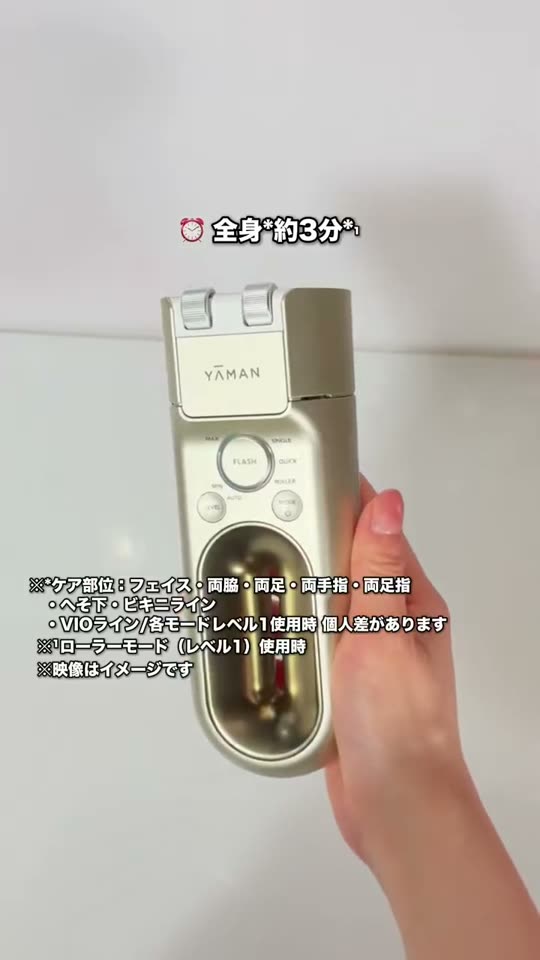 ⏰ 全身*約3分*1
YĀMAN
MAX
SINGLE
FLASH
QUICK
MIN
AUTO
ROLLER
LEVEL
MODE
※*ケア部位：フェイス・両脇・両足・両手指・両足指
・へそ下・ビキニライン
・VIOライン/各モードレベル1使用時 個人差があります
※1ローラーモード（レベル1）使用時
※映像はイメージです